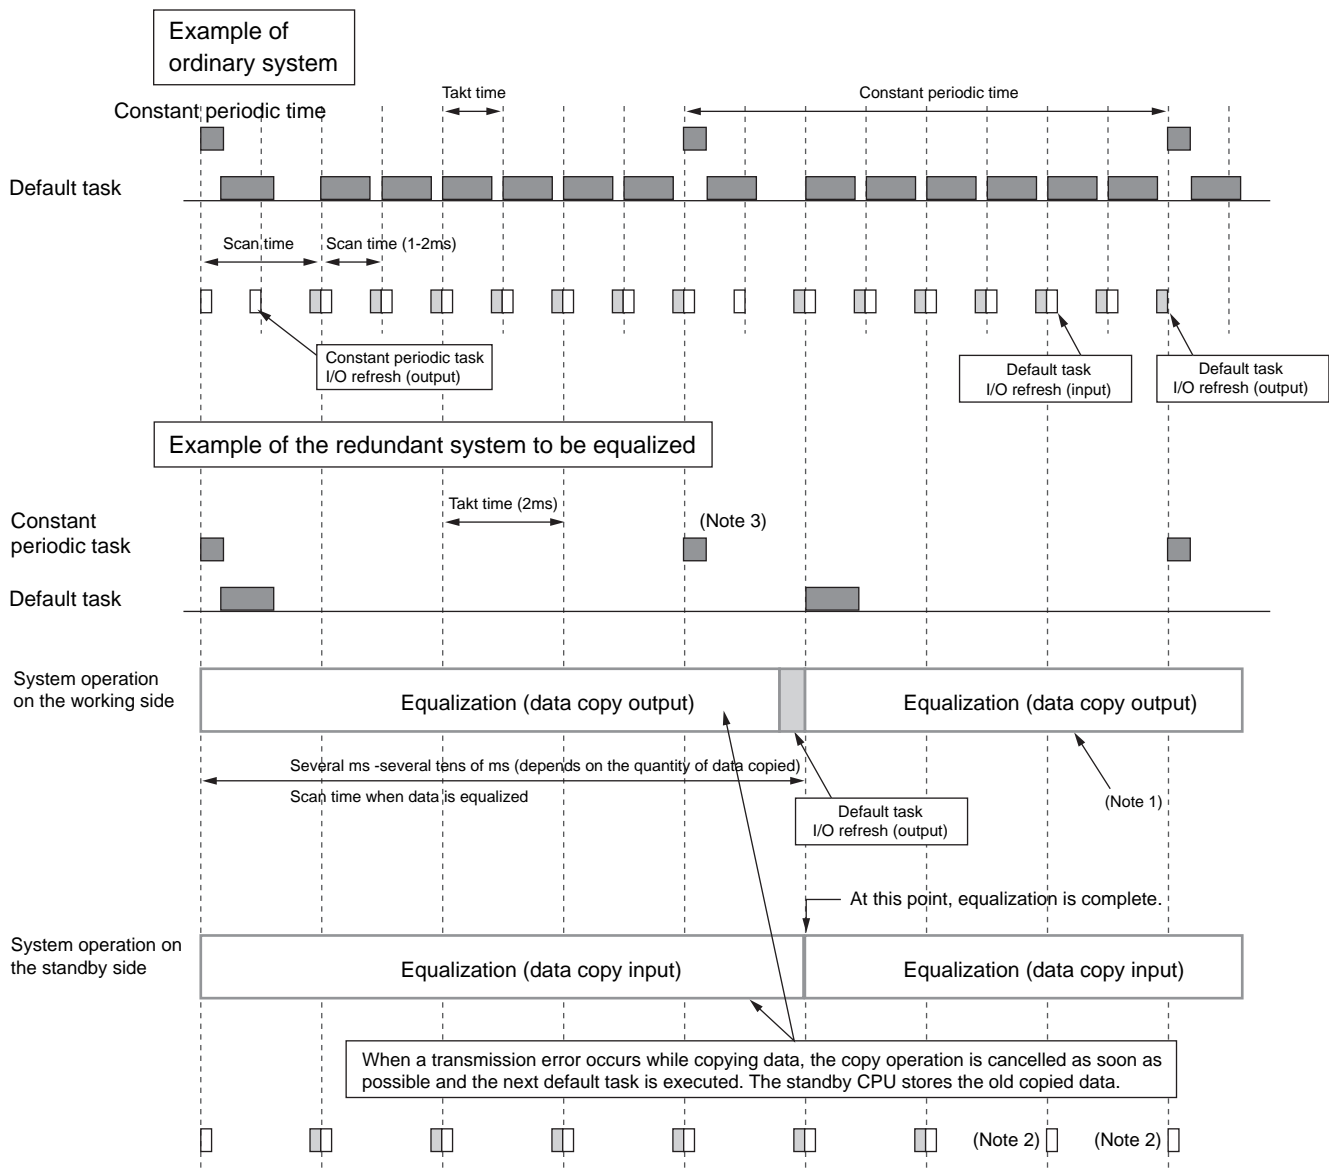 Example of
ordinary system
Takt time
Constant periodic time
Constant periodic time
Default task
Scan time
Scan time (1-2ms)
Constant periodic task
I/O refresh (output)
Default task
I/O refresh (input)
Default task
I/O refresh (output)
Example of the redundant system to be equalized
Takt time (2ms)
Constant
periodic task
(Note 3)
Default task
System operation
on the working side
Equalization (data copy output)
Equalization (data copy output)
Several ms -several tens of ms (depends on the quantity of data copied)
Scan time when data is equalized
(Note 1)
Default task
I/O refresh (output)
At this point, equalization is complete.
System operation on
the standby side
Equalization (data copy input)
Equalization (data copy input)
When a transmission error occurs while copying data, the copy operation is cancelled as soon as
possible and the next default task is executed. The standby CPU stores the old copied data.
(Note 2)
(Note 2)